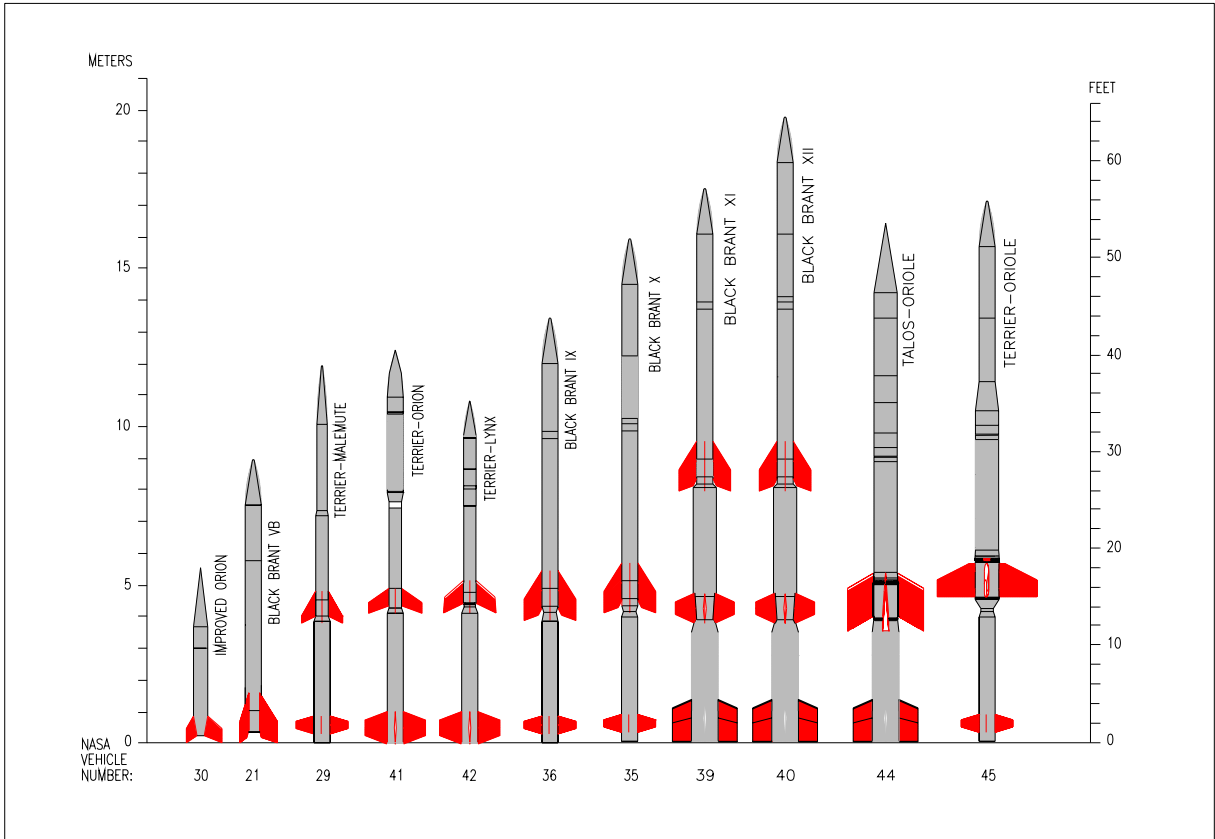 METERS
20
15
10
5
0
FEET
60
50
40
30
20
10
0
IMPROVED ORION
BLACK BRANT VB
TERRIER-MALEMUTE
TERRIER-ORION
TERRIER-LYNX
BLACK BRANT IX
BLACK BRANT X
BLACK BRANT XI
BLACK BRANT XII
TALOS-ORIOLE
TERRIER-ORIOLE
NASA
VEHICLE
NUMBER: 30 21 29 41 42 36 35 39 40 44 45